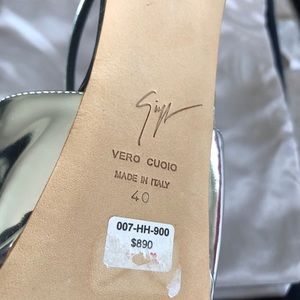 VERO CUOIO
MADE IN ITALY
40
007-HH-900
$890